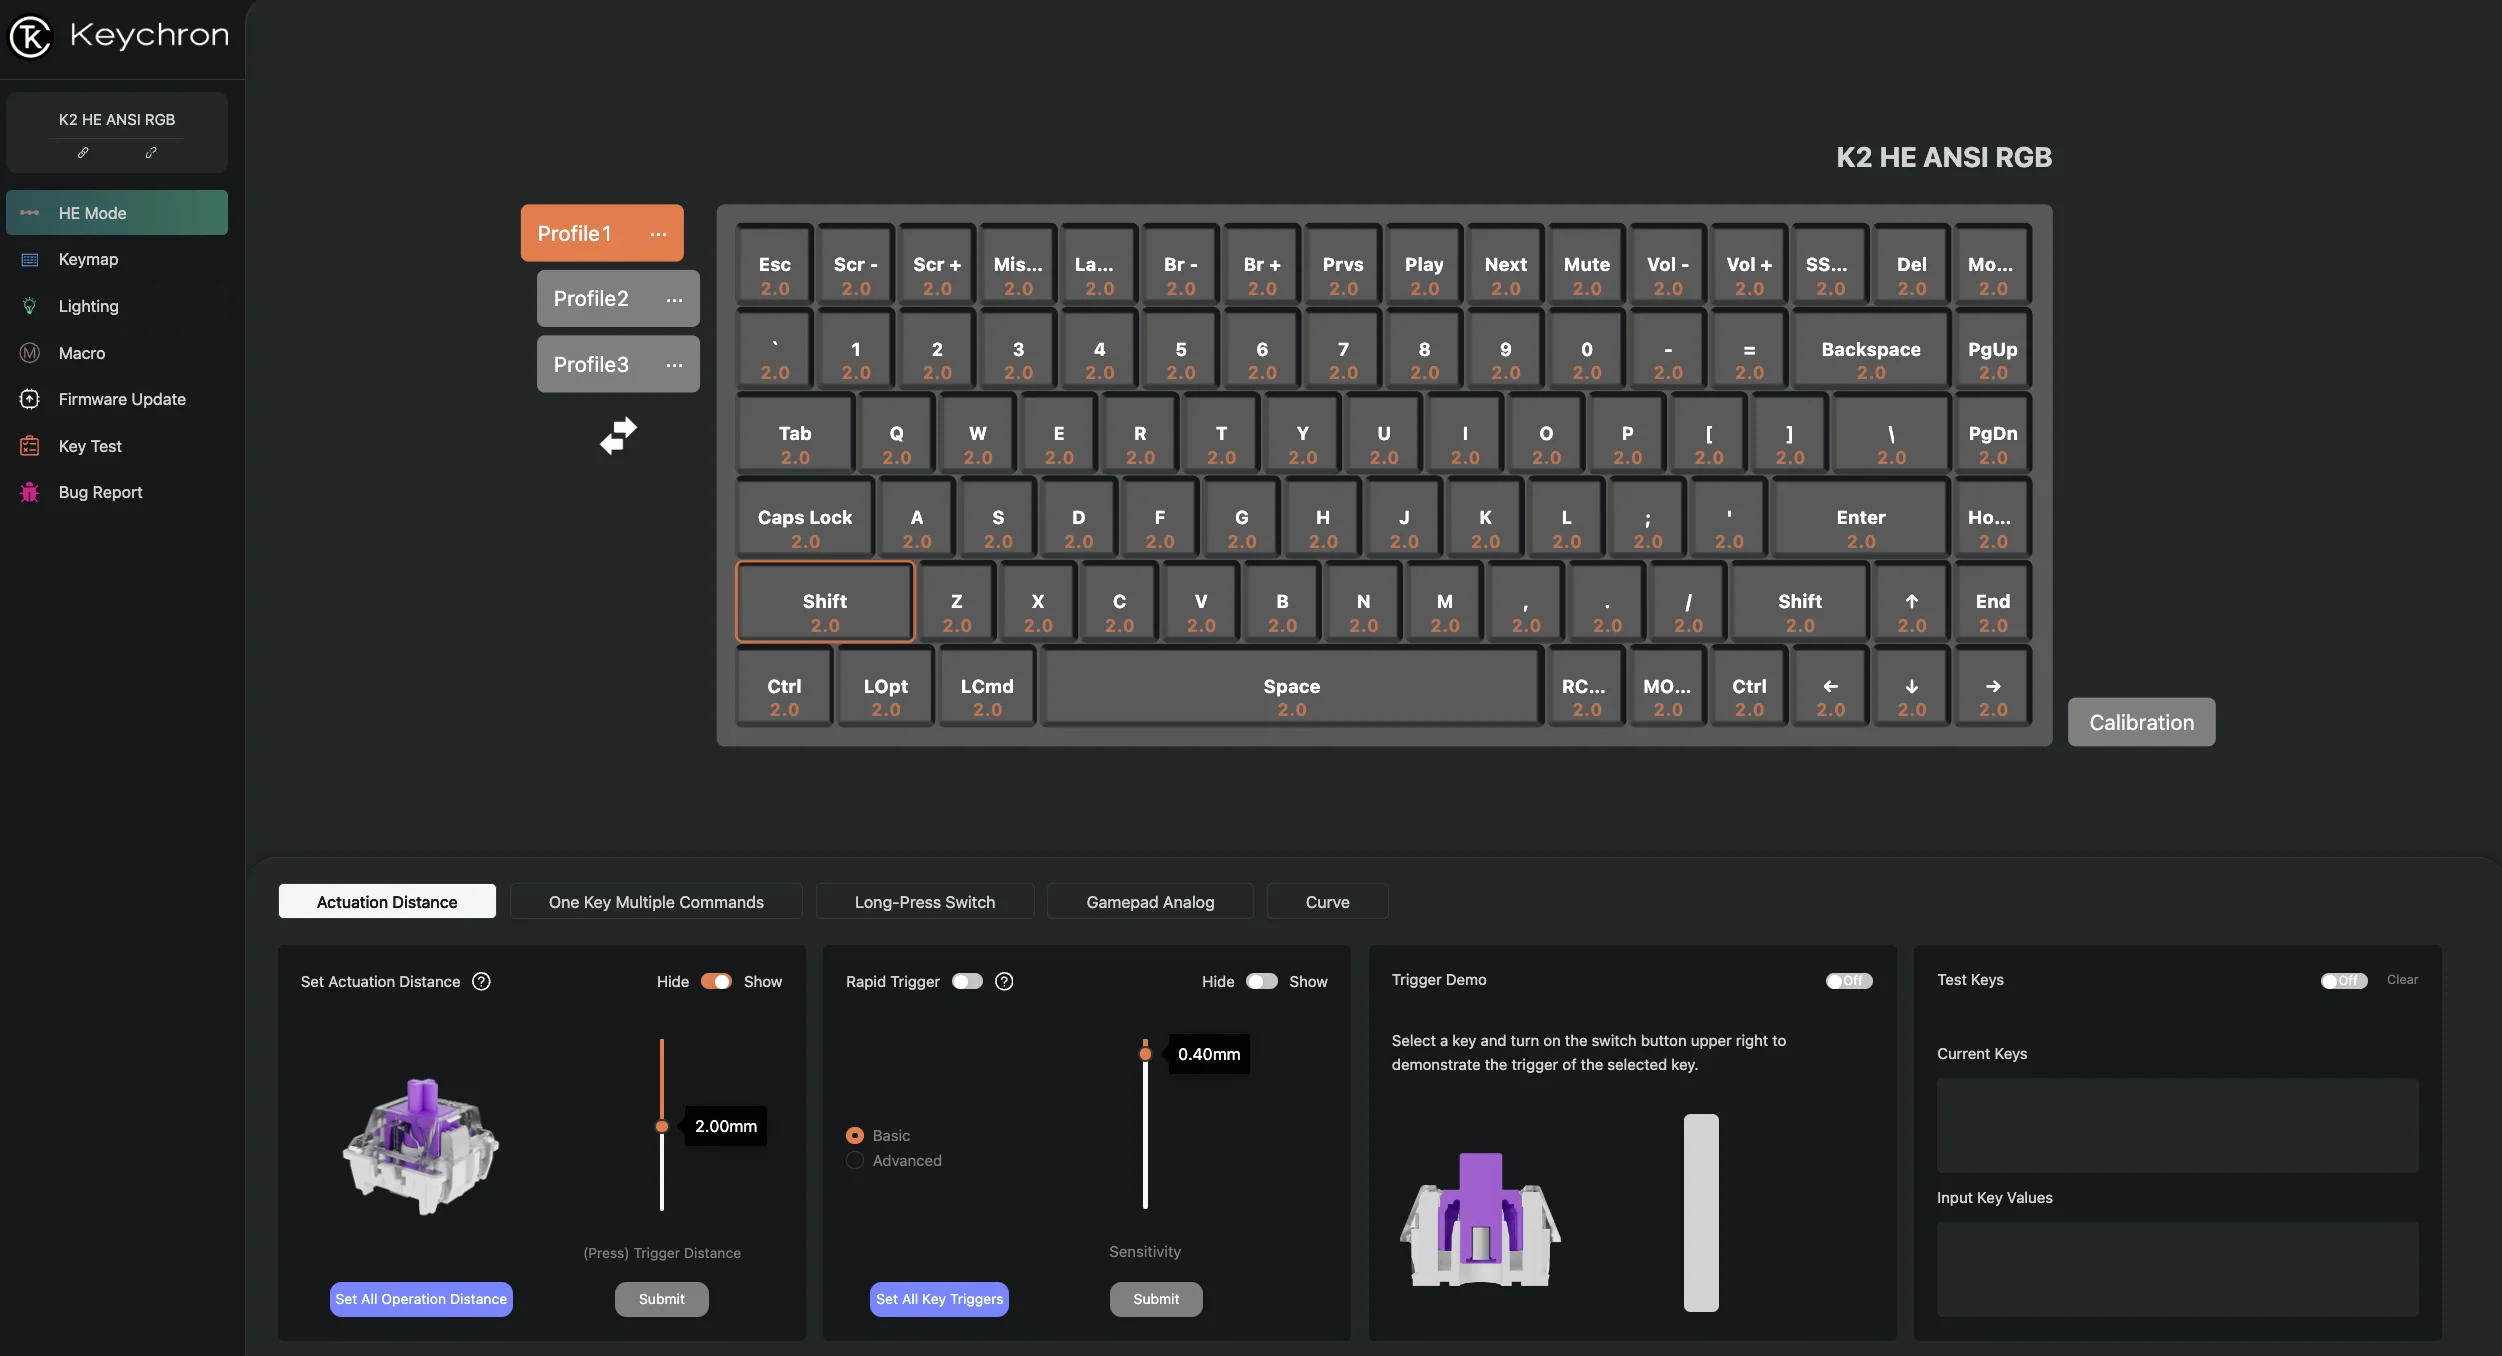 Keychron
K2 HE ANSI RGB
HE Mode
Keymap
Lighting
Macro
Firmware Update
Key Test
Bug Report
K2 HE ANSI RGB
Profile1 ...
Profile2 ...
Profile3 ...
Esc Scr - Scr + Mis... La... Br - Br + Prvs Play Next Mute Vol - Vol + SS... Del Mo...
2.0 2.0 2.0 2.0 2.0 2.0 2.0 2.0 2.0 2.0 2.0 2.0 2.0 2.0 2.0 2.0
` 1 2 3 4 5 6 7 8 9 0 - = Backspace PgUp
2.0 2.0 2.0 2.0 2.0 2.0 2.0 2.0 2.0 2.0 2.0 2.0 2.0 2.0 2.0
Tab Q W E R T Y U I O P [ ] \ PgDn
2.0 2.0 2.0 2.0 2.0 2.0 2.0 2.0 2.0 2.0 2.0 2.0 2.0 2.0 2.0
Caps Lock A S D F G H J K L ; ' Enter Ho...
2.0 2.0 2.0 2.0 2.0 2.0 2.0 2.0 2.0 2.0 2.0 2.0 2.0 2.0
Shift Z X C V B N M , . / Shift ↑ End
2.0 2.0 2.0 2.0 2.0 2.0 2.0 2.0 2.0 2.0 2.0 2.0 2.0 2.0
Ctrl LOpt LCmd Space RC... MO... Ctrl ← ↓ →
2.0 2.0 2.0 2.0 2.0 2.0 2.0 2.0 2.0 2.0
Calibration
Actuation Distance One Key Multiple Commands Long-Press Switch Gamepad Analog Curve
Set Actuation Distance ? Hide Show
2.00mm
(Press) Trigger Distance
Set All Operation Distance Submit
Rapid Trigger ? Hide Show
0.40mm
Basic
Advanced
Sensitivity
Set All Key Triggers Submit
Trigger Demo Off
Select a key and turn on the switch button upper right to
demonstrate the trigger of the selected key.
Test Keys Off Clear
Current Keys
Input Key Values